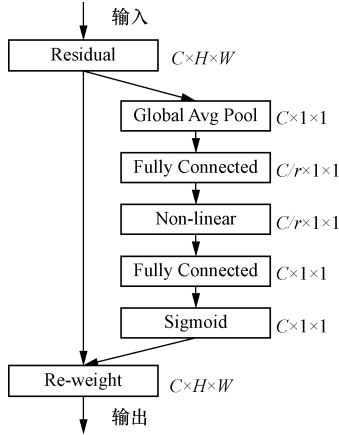 输入
Residual C×H×W
Global Avg Pool C×1×1
Fully Connected C/r×1×1
Non-linear C/r×1×1
Fully Connected C×1×1
Sigmoid C×1×1
Re-weight C×H×W
输出